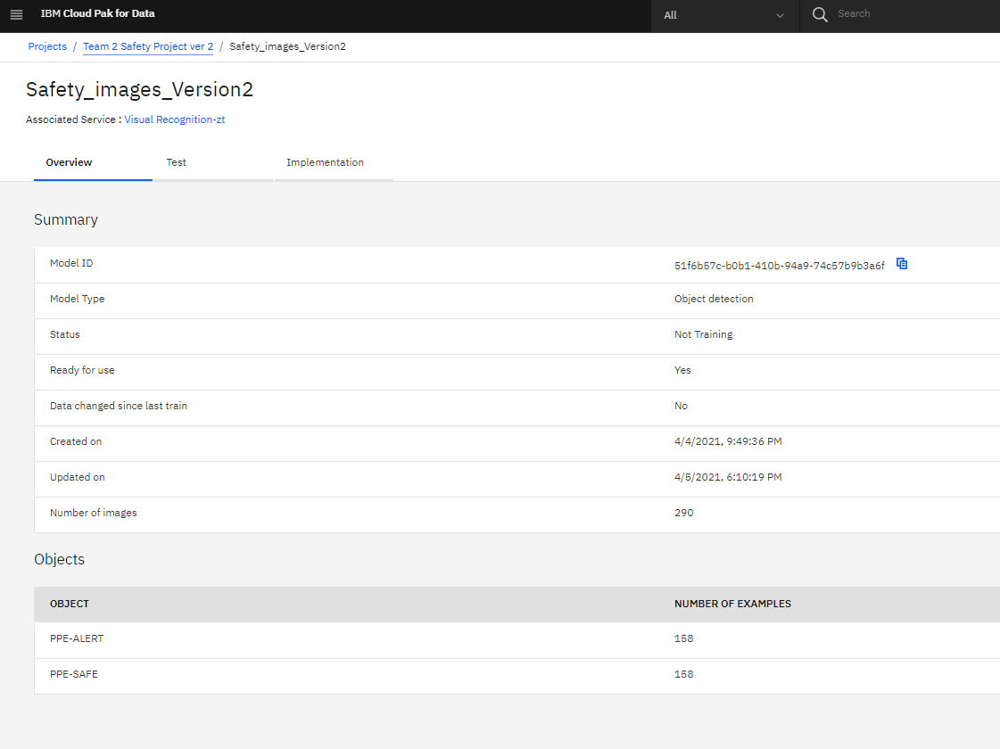 IBM Cloud Pak for Data All Search
Projects / Team 2 Safety Project ver 2 / Safety_images_Version2
Safety_images_Version2
Associated Service : Visual Recognition-zt
Overview Test Implementation
Summary
Model ID 51f6b57c-b0b1-410b-94a9-74c57b9b3a6f
Model Type Object detection
Status Not Training
Ready for use Yes
Data changed since last train No
Created on 4/4/2021, 9:49:36 PM
Updated on 4/5/2021, 6:10:19 PM
Number of images 290
Objects
OBJECT NUMBER OF EXAMPLES
PPE-ALERT 158
PPE-SAFE 158